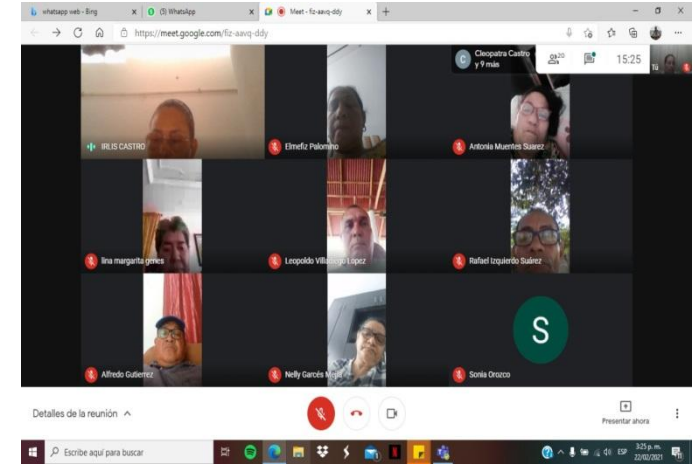 whatsapp web - Bing
(5) WhatsApp
Meet - fiz-aavq-ddy
https://meet.google.com/fiz-aavq-ddy
C
Cleopatra Castro
y 9 más
20
15:25
Tú
IRLIS CASTRO
Elmefiz Palomino
Antonia Muentes Suarez
lina margarita genes
Leopoldo Villadiego Lopez
Rafael Izquierdo Suárez
Alfredo Gutierrez
Nelly Garcés
S
Sonia Orozco
Detalles de la reunión
Presentar ahora
Escribe aquí para buscar
ESP
3:25 p. m.
22/02/2021